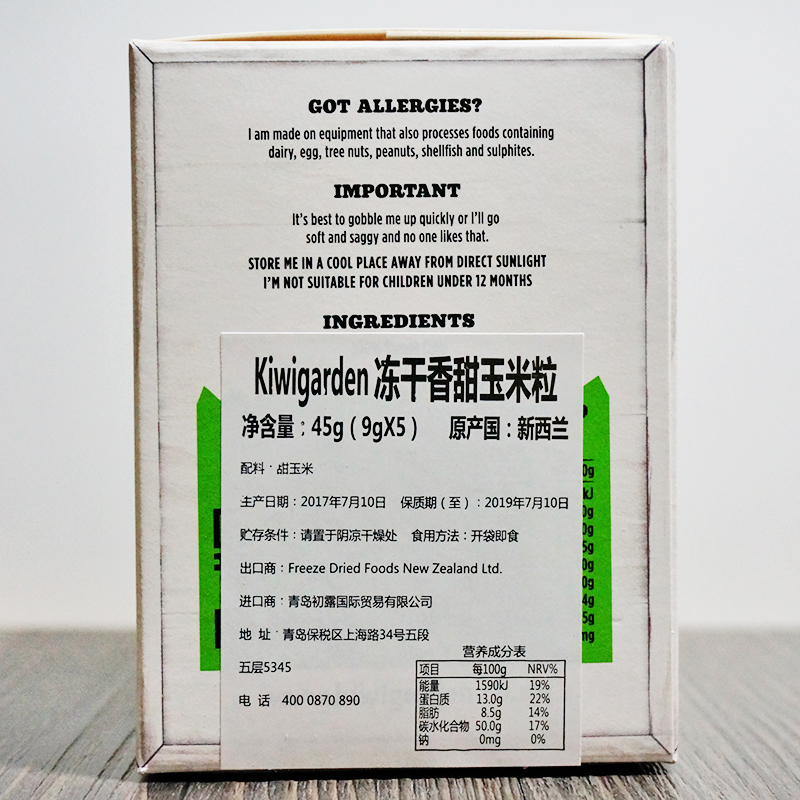 GOT ALLERGIES?
I am made on equipment that also processes foods containing
dairy, egg, tree nuts, peanuts, shellfish and sulphites.
IMPORTANT
It's best to gobble me up quickly or I'll go
soft and saggy and no one likes that.
STORE ME IN A COOL PLACE AWAY FROM DIRECT SUNLIGHT
I'M NOT SUITABLE FOR CHILDREN UNDER 12 MONTHS
INGREDIENTS
Kiwigarden 冻干香甜玉米粒
净含量：45g（9gX5） 原产国：新西兰
配料：甜玉米
主产日期：2017年7月10日 保质期（至）：2019年7月10日
贮存条件：请置于阴凉干燥处 食用方法：开袋即食
出口商：Freeze Dried Foods New Zealand Ltd.
进口商：青岛初露国际贸易有限公司
地 址：青岛保税区上海路34号五段
五层5345
电 话 400 0870 890
营养成分表
项目 每100g NRV%
能量 1590kJ 19%
蛋白质 13.0g 22%
脂肪 8.5g 14%
碳水化合物 50.0g 17%
钠 0mg 0%